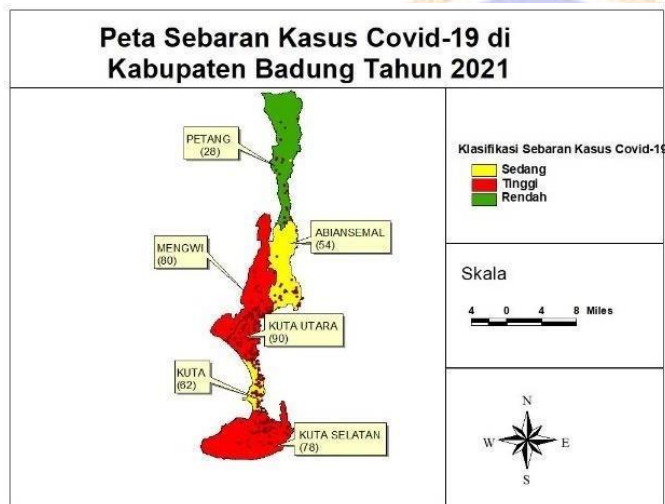 Peta Sebaran Kasus Covid-19 di
Kabupaten Badung Tahun 2021
PETANG
(28)
ABIANSEMAL
(54)
MENGWI
(80)
KUTA UTARA
(90)
KUTA
(62)
KUTA SELATAN
(78)
Klasifikasi Sebaran Kasus Covid-19
Sedang
Tinggi
Rendah
Skala
4 0 4 8 Miles
N
W E
S